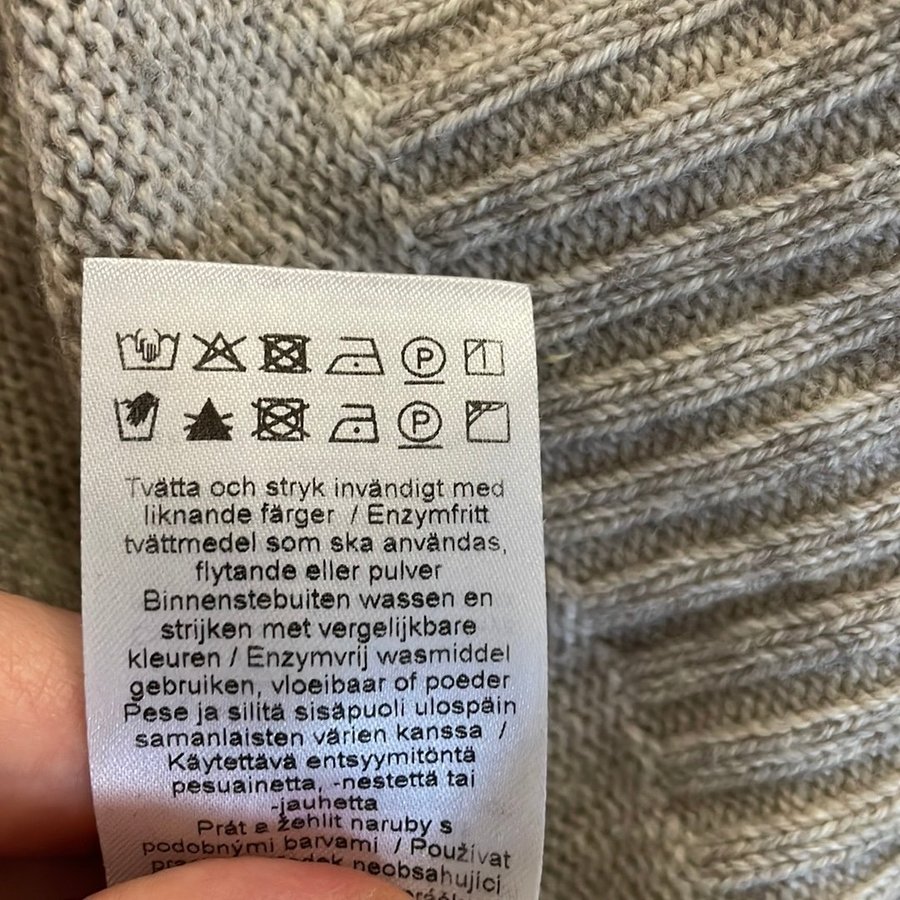 P
P
Tvätta och stryk invändigt med
liknande färger / Enzymfritt
tvättmedel som ska användas,
flytande eller pulver
Binnenstebuiten wassen en
strijken met vergelijkbare
kleuren / Enzymvrij wasmiddel
gebruiken, vloeibaar of poeder
Pese ja silitä sisäpuoli ulospäin
samanlaisten värien kanssa /
Käytettävä entsyymitöntä
pesuainetta, -nestettä tai
-jauhetta
Prát a žehlit naruby s
podobnými barvami / Používat
neobsahující